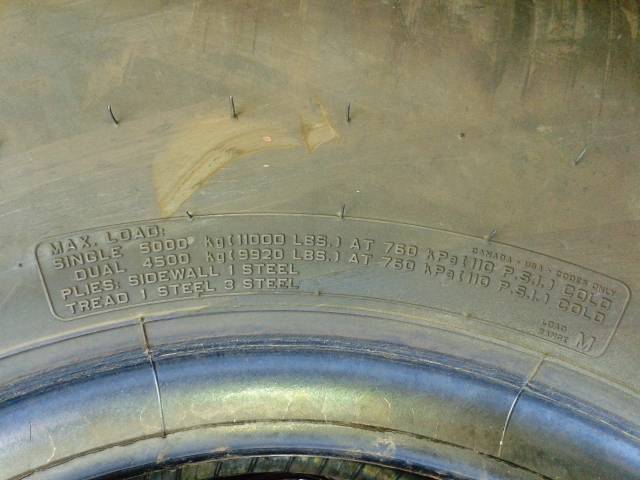 MAX. LOAD:
CANADA - USA - CODES ONLY
SINGLE 5000 kg(11000 LBS.) AT 760 kPa(110 P.S.I.) COLD
DUAL 4500 kg(9920 LBS.) AT 760 kPa(110 P.S.I.) COLD
PLIES: SIDEWALL 1 STEEL
TREAD 1 STEEL 3 STEEL
LOAD
RANGE M